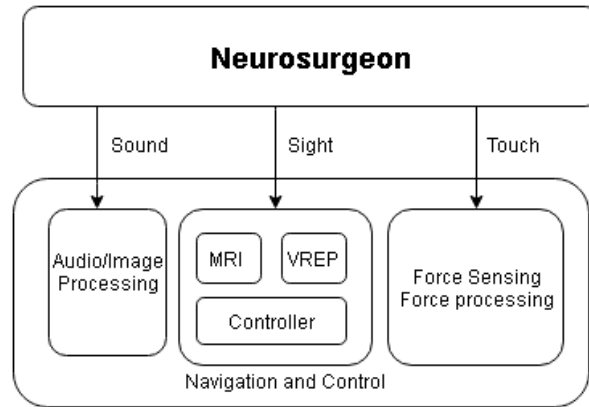 Neurosurgeon
Sound
Sight
Touch
Audio/Image
Processing
MRI
VREP
Controller
Force Sensing
Force processing
Navigation and Control